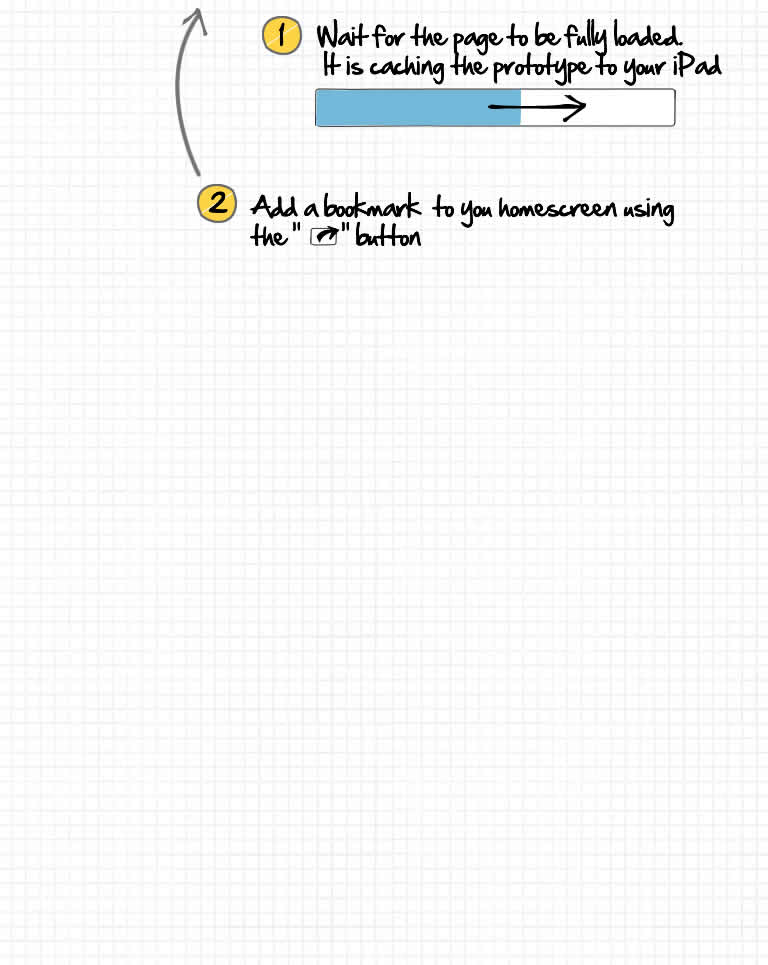 1 Wait for the page to be fully loaded.
It is caching the prototype to your iPad
2 Add a bookmark to you homescreen using
the " " button